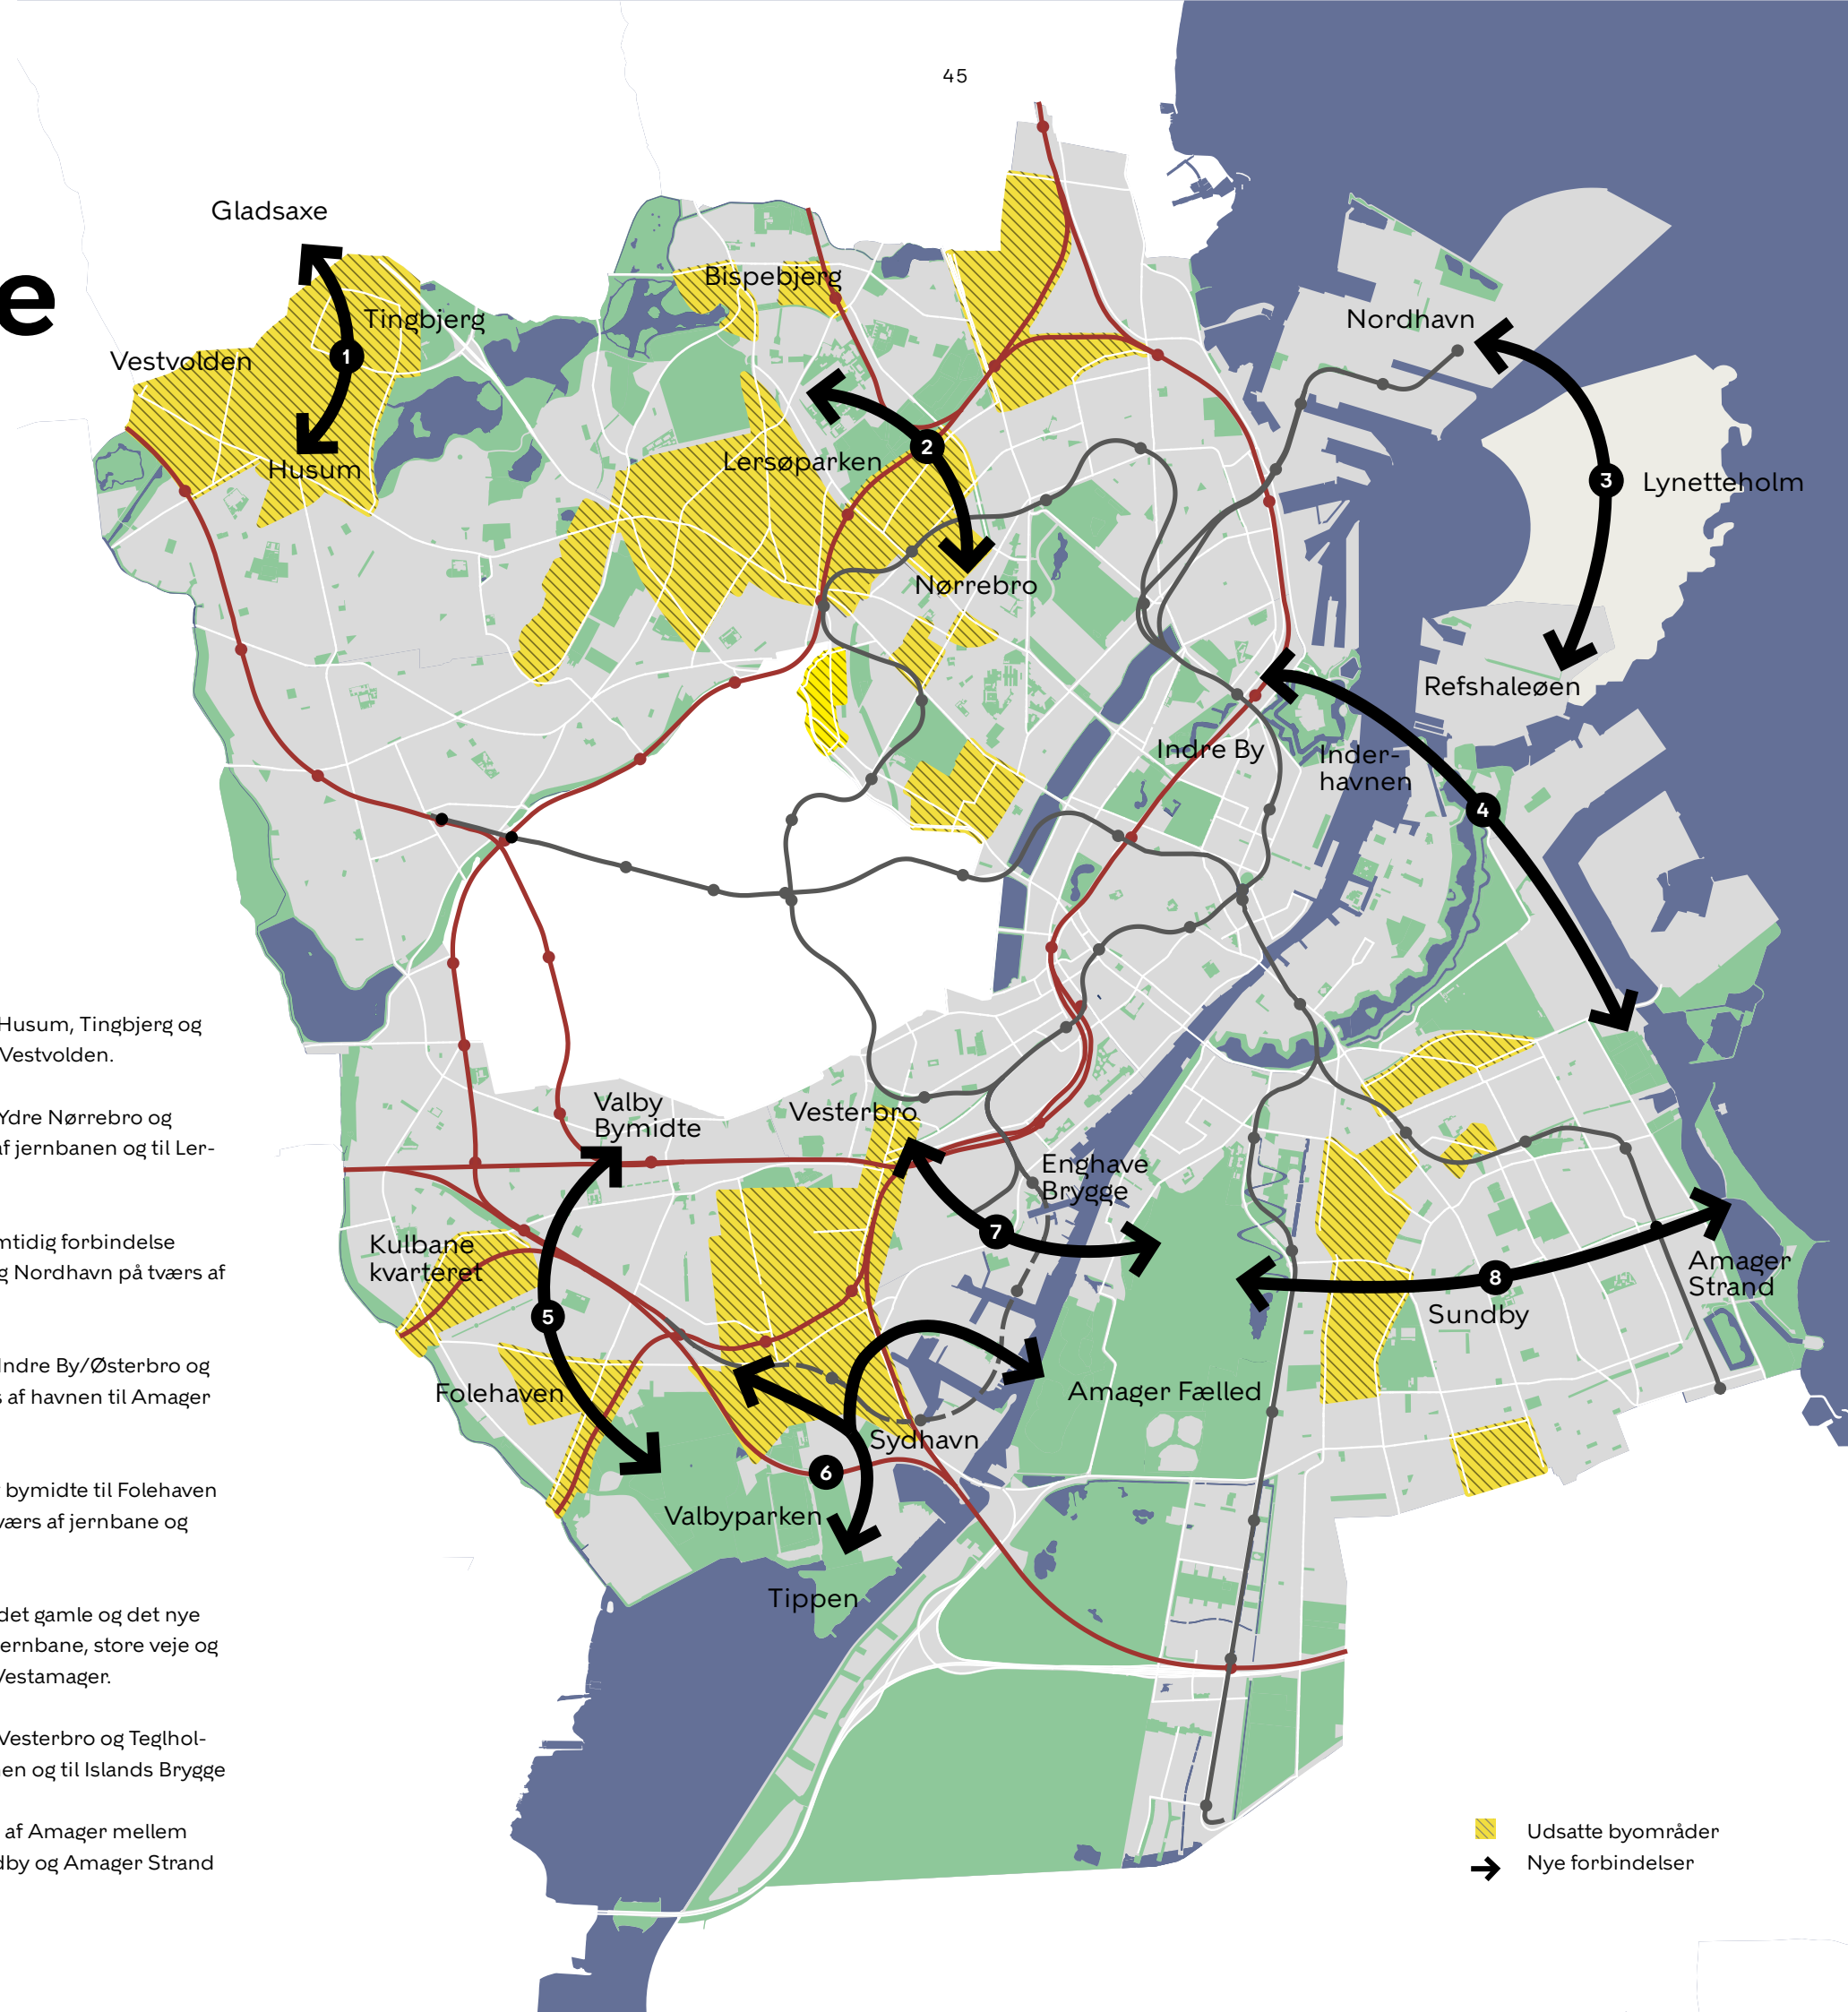 45
e
Husum, Tingbjerg og
Vestvolden.
Ydre Nørrebro og
af jernbanen og til Ler-
mtidig forbindelse
g Nordhavn på tværs af
Indre By/Østerbro og
s af havnen til Amager
bymidte til Folehaven
værs af jernbane og
det gamle og det nye
ernbane, store veje og
Vestamager.
Vesterbro og Teglhol-
en og til Islands Brygge
af Amager mellem
dby og Amager Strand
Gladsaxe
Tingbjerg
Vestvolden
1
Husum
Bispebjerg
Lersøparken
2
Nørrebro
Nordhavn
3
Lynetteholm
Refshaleøen
Indre By
Inder-
havnen
4
Valby
Bymidte
Vesterbro
Enghave
Brygge
7
Kulbane
kvarteret
5
Folehaven
Amager
Strand
8
Sundby
Amager Fælled
Sydhavn
6
Valbyparken
Tippen
Udsatte byområder
Nye forbindelser